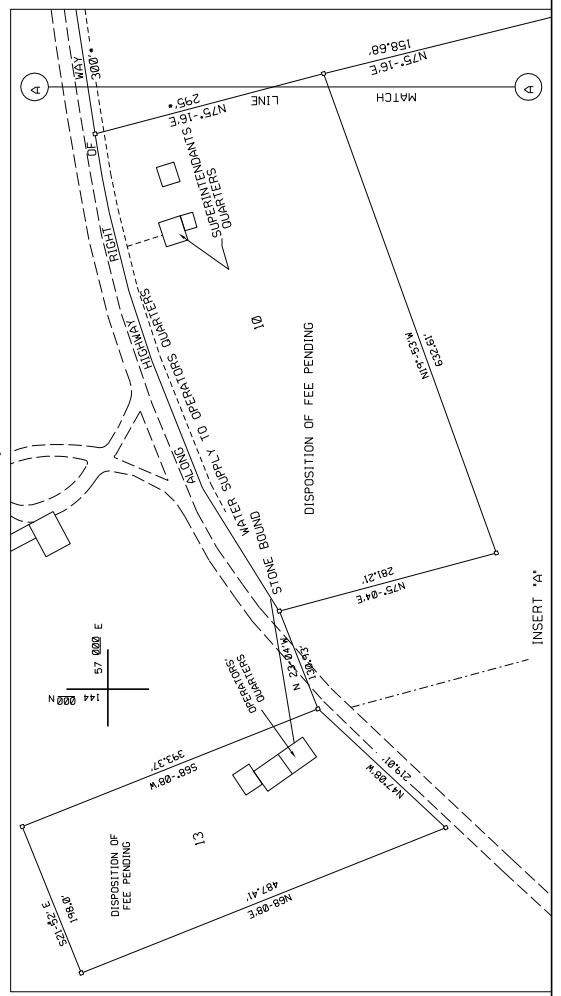 A
WAY
300'±
OF
RIGHT
HIGHWAY
ALONG
N75°-16'E
295'±
LINE
MATCH
N75°-16'E
158.68'
A
SUPERINTENDANTS
QUARTERS
10
DISPOSITION OF FEE PENDING
N19°-53'W
632.61'
WATER SUPPLY TO OPERATORS QUARTERS
STONE BOUND
N75°-04'E
281.21'
INSERT "A"
N 23-04'W
130.93'
57 000 E
144 000 N
OPERATORS'
QUARTERS
S68°-08'W
393.37'
N47°08'W
219.01'
13
DISPOSITION OF
FEE PENDING
N68-08'E
487.41'
S21-52' E
198.0'